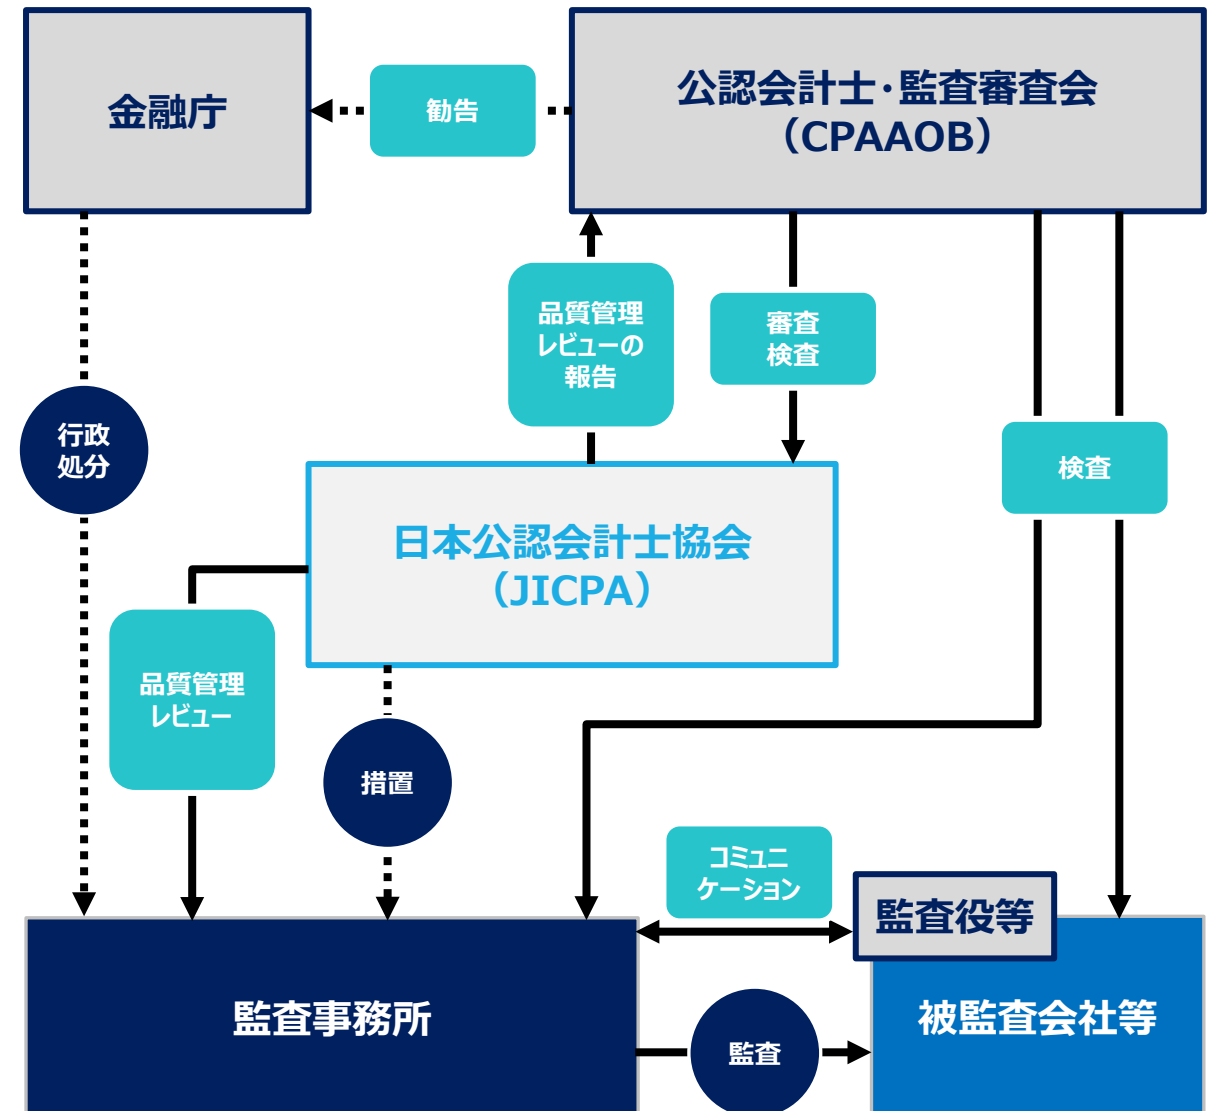 金融庁
勧告
公認会計士・監査審査会
（CPAAOB）
品質管理
レビューの
報告
審査
検査
行政
処分
検査
日本公認会計士協会
（JICPA）
品質管理
レビュー
措置
コミュニ
ケーション
監査役等
監査事務所
被監査会社等
監査